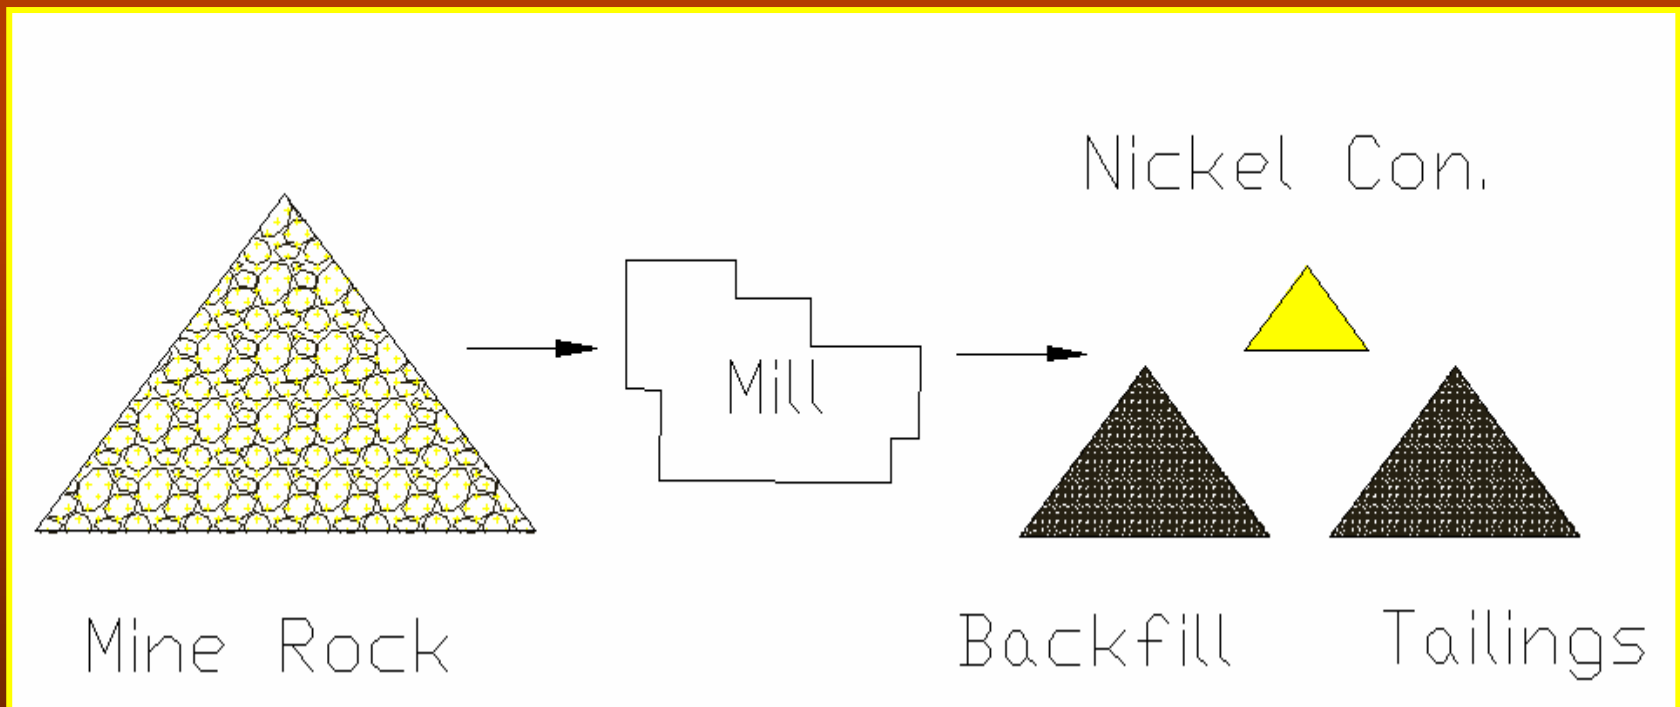 Nickel Con.
Mill
Mine Rock
Backfill
Tailings